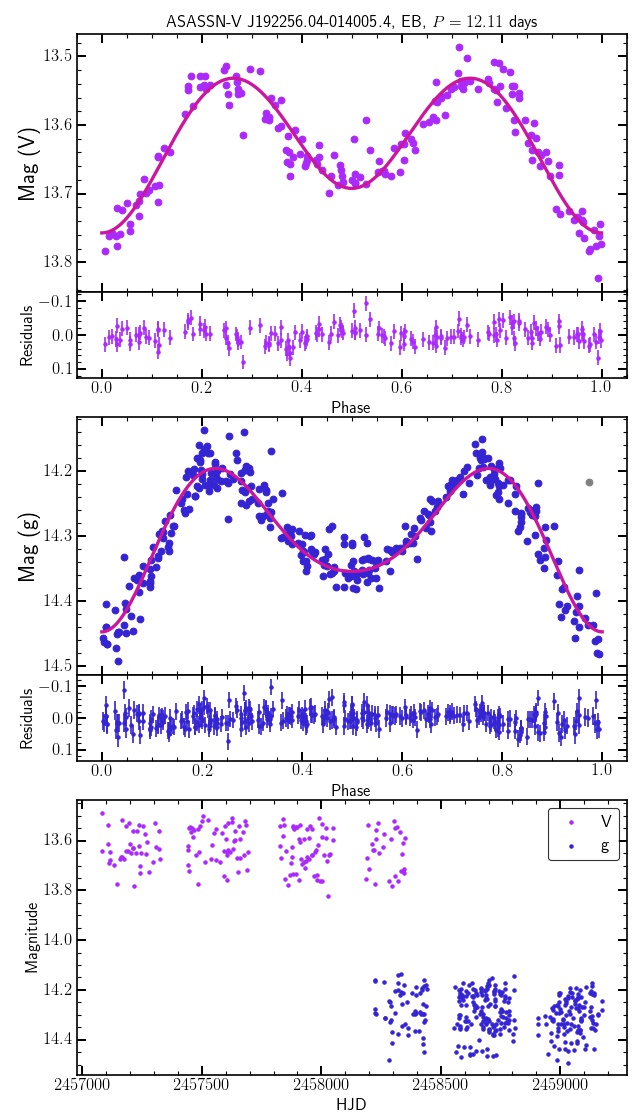 ASASSN-V J192256.04-014005.4, EB, P = 12.11 days
13.5
13.6
13.7
13.8
Mag (V)
−0.1
0.0
0.1
Residuals
0.0 0.2 0.4 0.6 0.8 1.0
Phase
14.2
14.3
14.4
14.5
Mag (g)
−0.1
0.0
0.1
Residuals
0.0 0.2 0.4 0.6 0.8 1.0
Phase
V
g
13.6
13.8
14.0
14.2
14.4
Magnitude
2457000 2457500 2458000 2458500 2459000
HJD